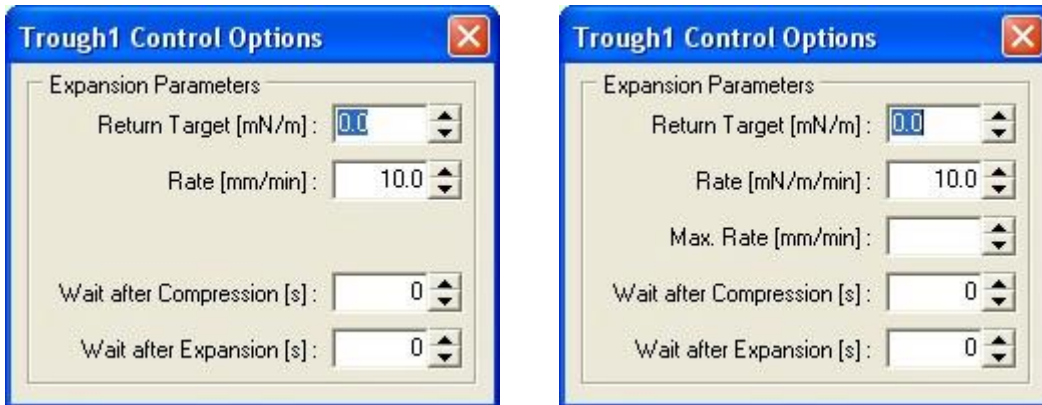 Trough1 Control Options
Expansion Parameters
Return Target [mN/m] : 0.0
Rate [mm/min] : 10.0
Wait after Compression [s] : 0
Wait after Expansion [s] : 0
Trough1 Control Options
Expansion Parameters
Return Target [mN/m] : 0.0
Rate [mN/m/min] : 10.0
Max. Rate [mm/min] :
Wait after Compression [s] : 0
Wait after Expansion [s] : 0